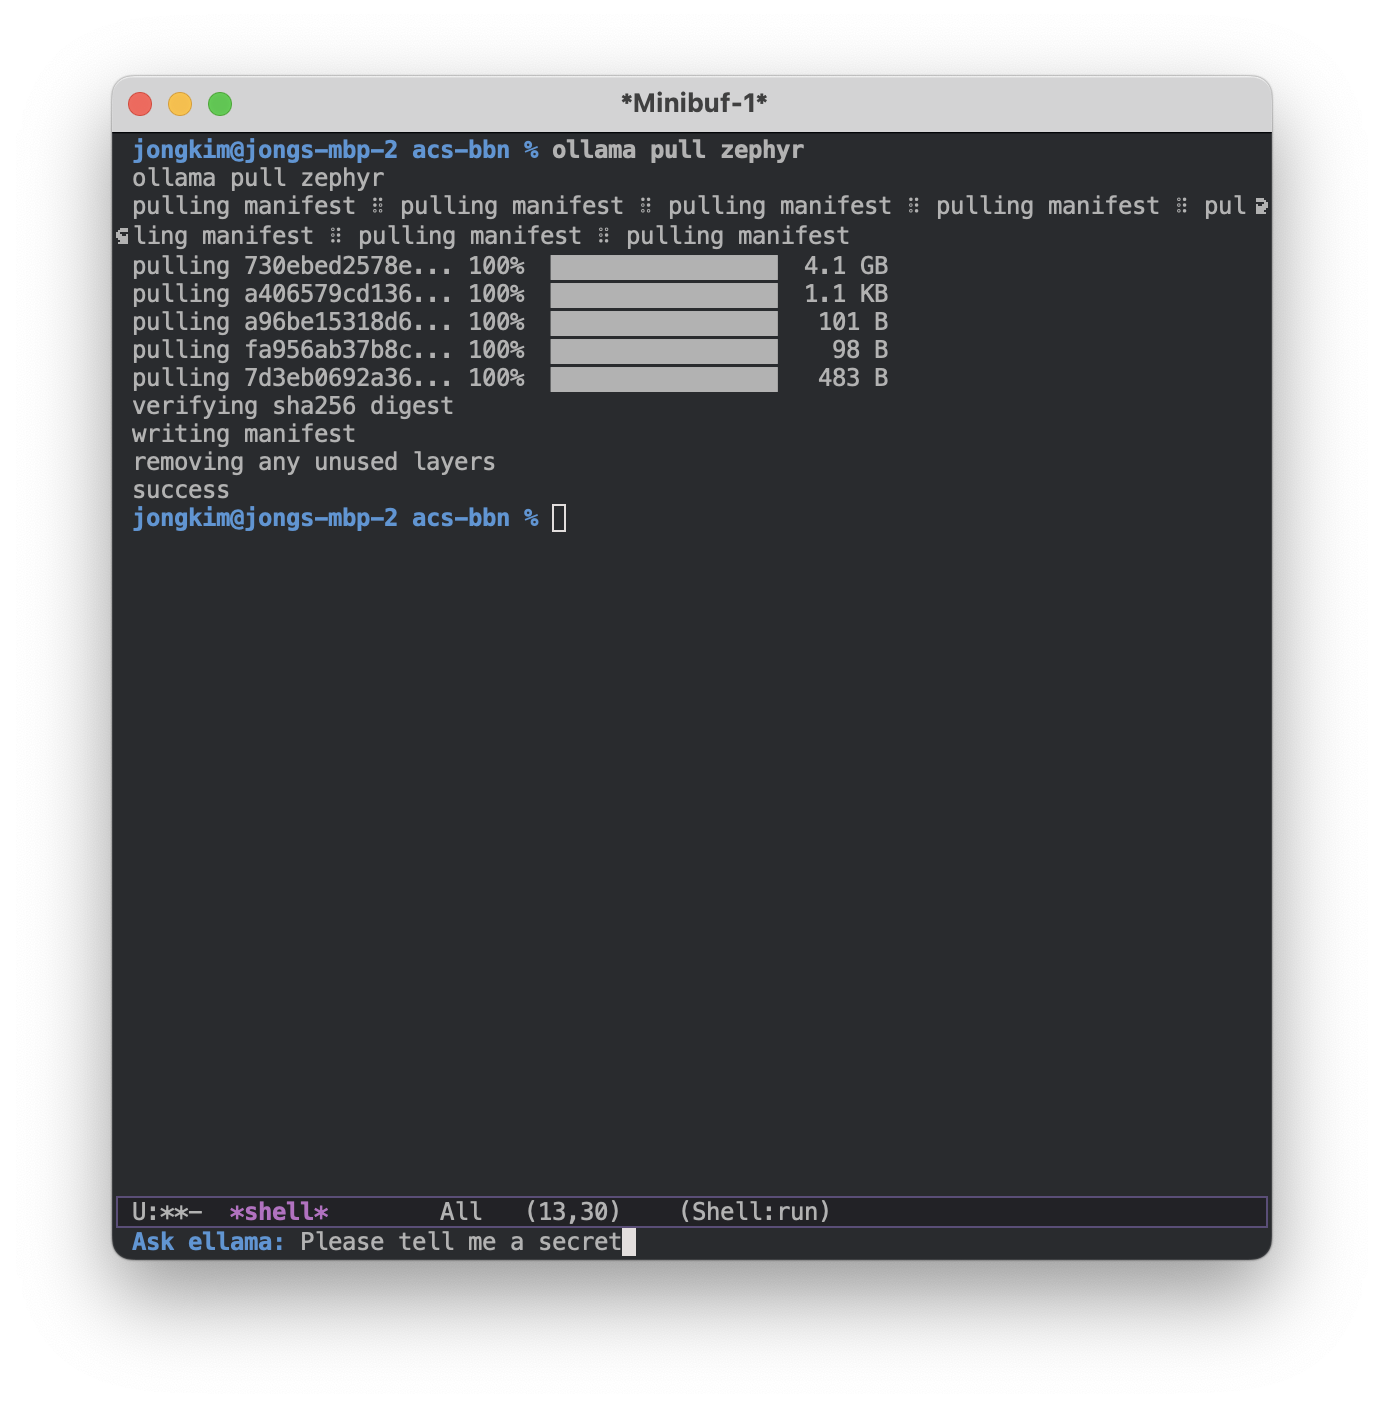 *Minibuf-1*
jongkim@jongs-mbp-2 acs-bbn % ollama pull zephyr
ollama pull zephyr
pulling manifest ⠋ pulling manifest ⠙ pulling manifest ⠹ pulling manifest ⠸ pul
ling manifest ⠼ pulling manifest ⠴ pulling manifest
pulling 730ebed2578e... 100% ▕████████████████▏ 4.1 GB
pulling a406579cd136... 100% ▕████████████████▏ 1.1 KB
pulling a96be15318d6... 100% ▕████████████████▏ 101 B
pulling fa956ab37b8c... 100% ▕████████████████▏ 98 B
pulling 7d3eb0692a36... 100% ▕████████████████▏ 483 B
verifying sha256 digest
writing manifest
removing any unused layers
success
jongkim@jongs-mbp-2 acs-bbn %
U:**- *shell* All (13,30) (Shell:run)
Ask ellama: Please tell me a secret